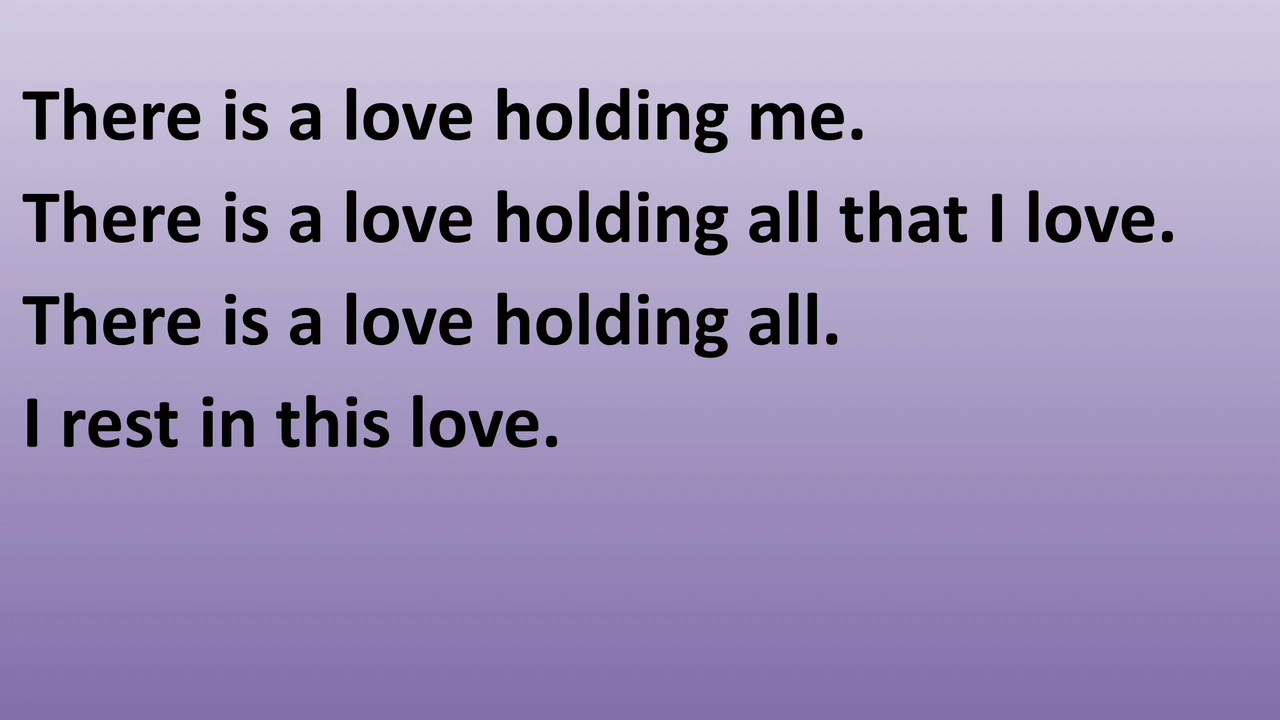 There is a love holding me.
There is a love holding all that I love.
There is a love holding all.
I rest in this love.